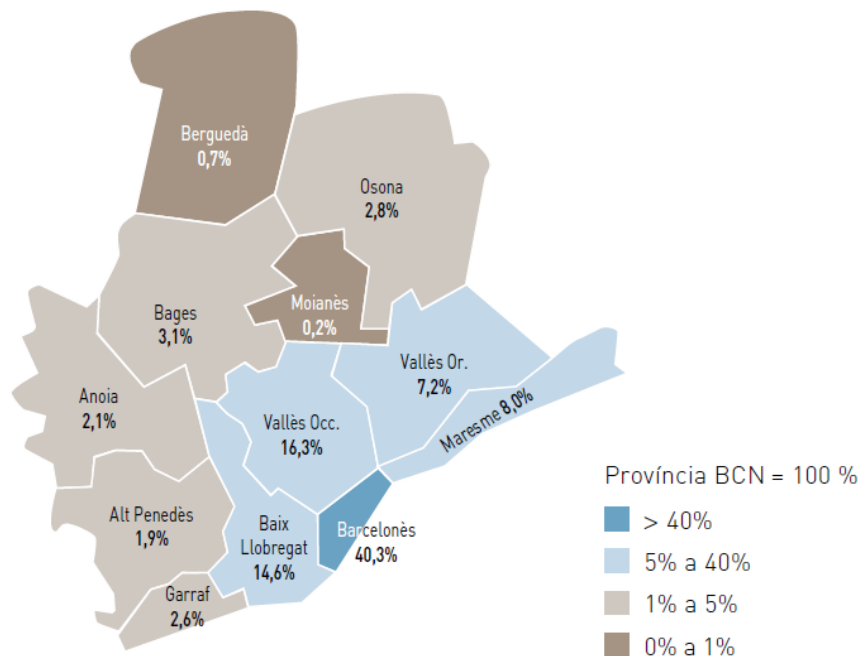 Berguedà
0,7%
Osona
2,8%
Moianès
0,2%
Bages
3,1%
Vallès Or.
7,2%
Maresme 8,0%
Anoia
2,1%
Vallès Occ.
16,3%
Alt Penedès
1,9%
Baix
Llobregat
14,6%
Barcelonès
40,3%
Garraf
2,6%
Província BCN = 100 %
> 40%
5% a 40%
1% a 5%
0% a 1%